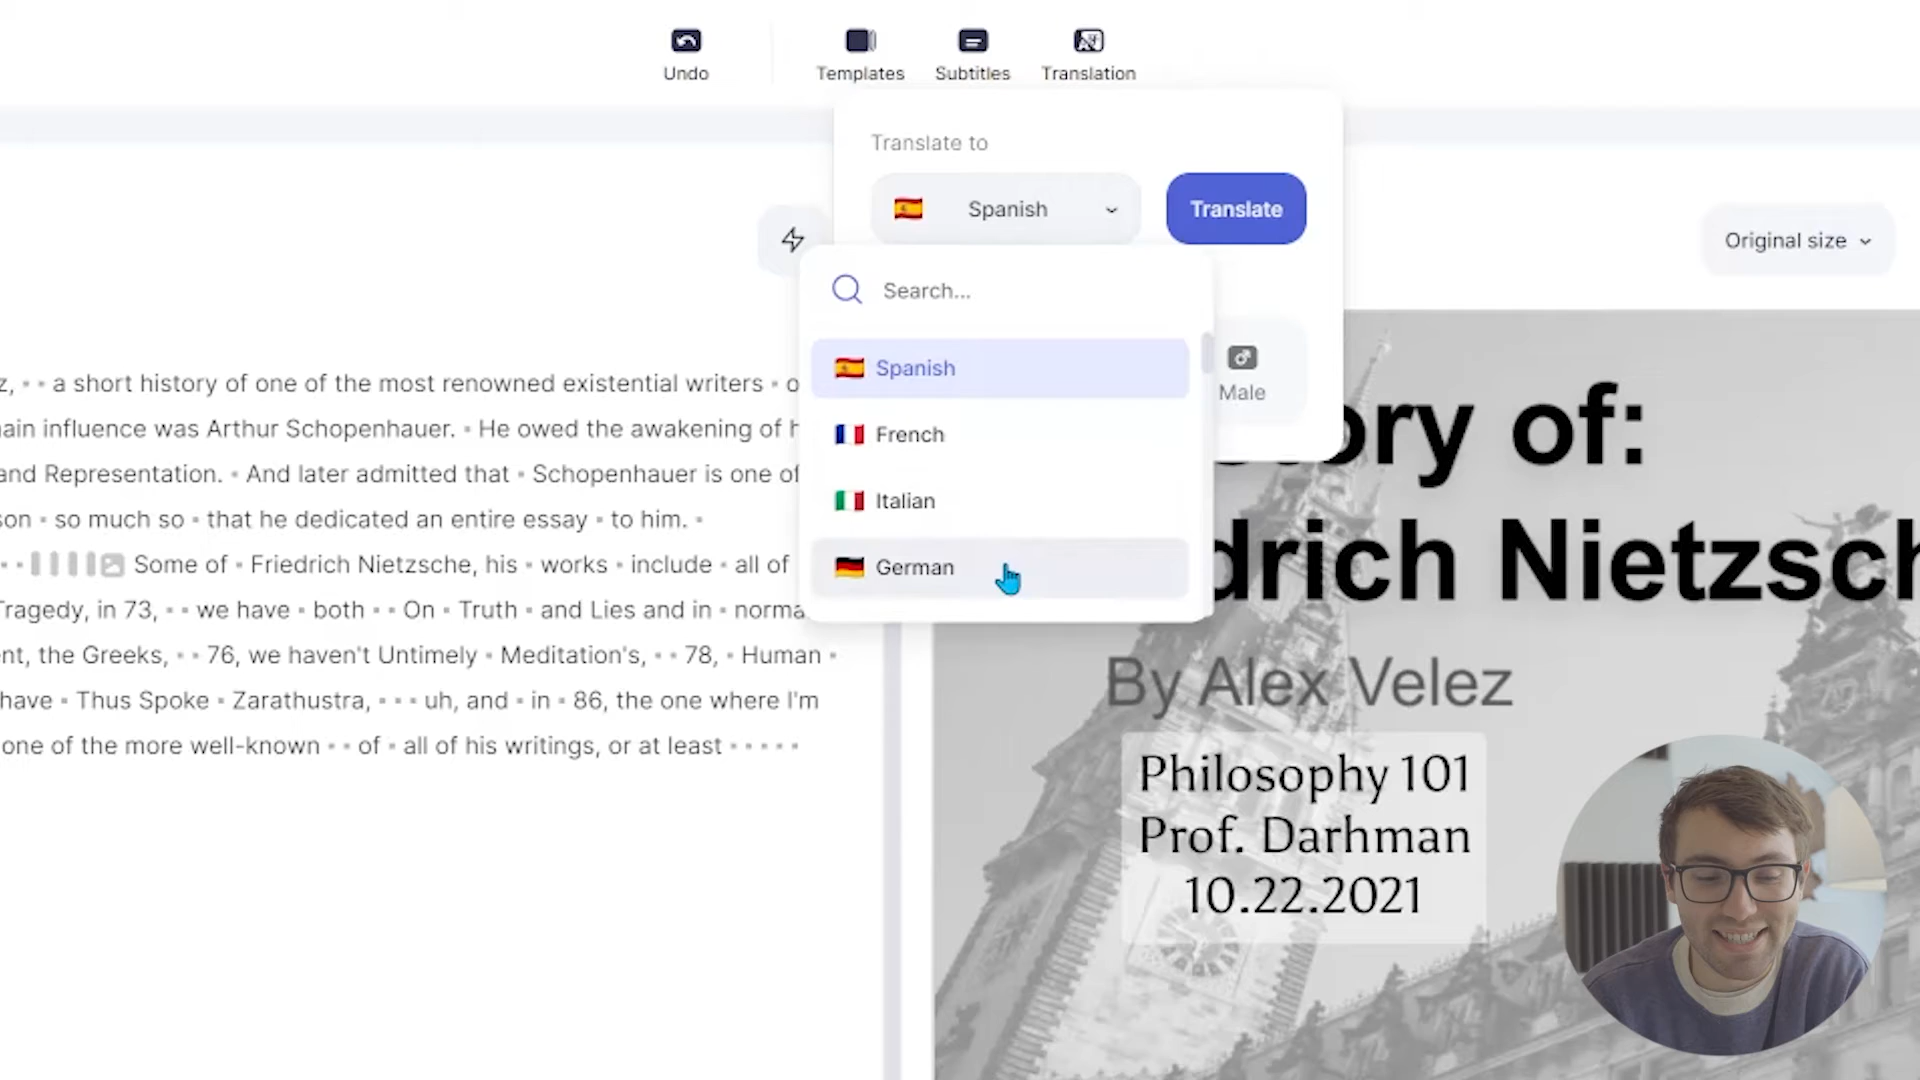 Undo
Templates
Subtitles
Translation
Translate to
Spanish
Translate
Original size
Search...
Spanish
French
Italian
German
Male
z, • • a short history of one of the most renowned existential writers • o
ain influence was Arthur Schopenhauer. • He owed the awakening of h
and Representation. • And later admitted that • Schopenhauer is one of
son • so much so • that he dedicated an entire essay • to him. •
Some of • Friedrich Nietzsche, his • works • include • all of
Tragedy, in 73, • • we have • both • • On • Truth • and Lies and in • norma
nt, the Greeks, • • 76, we haven't Untimely • Meditation's, • • 78, • Human •
have • Thus Spoke • Zarathustra, • • • uh, and • in • 86, the one where I'm
one of the more well-known • • of • all of his writings, or at least • • • • •
ory of:
drich Nietzsch
By Alex Velez
Philosophy 101
Prof. Darhman
10.22.2021